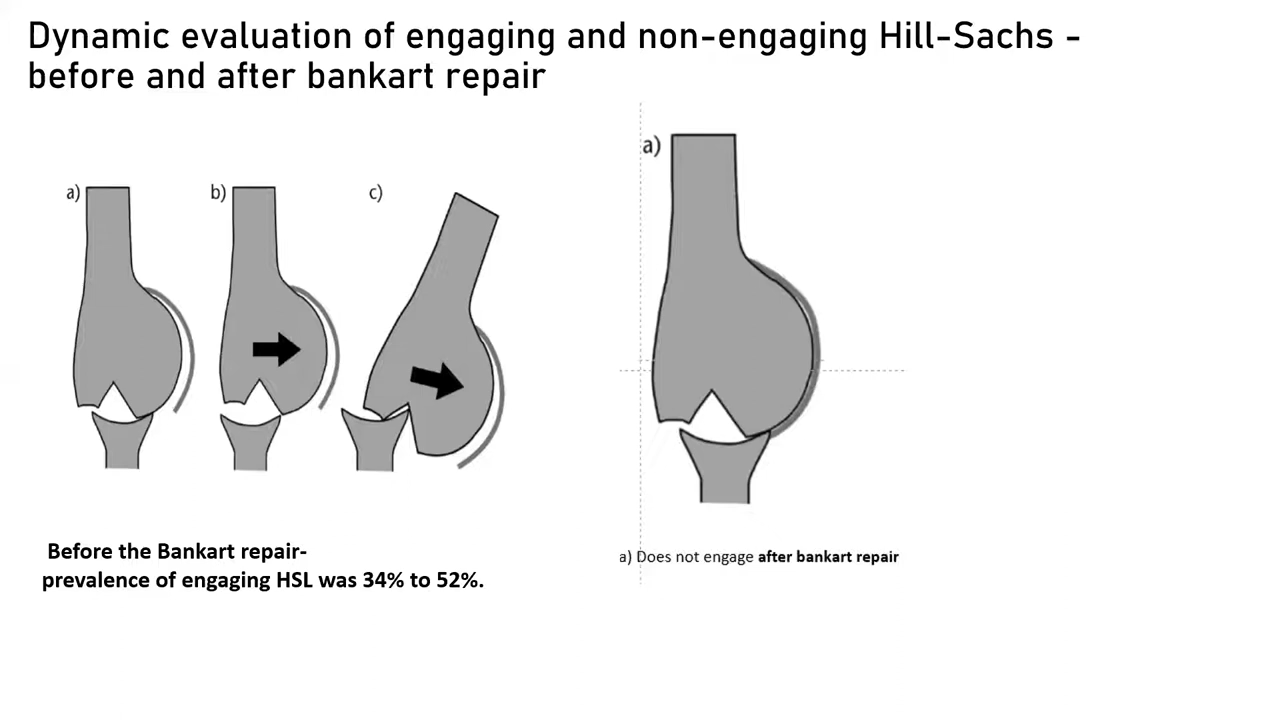 Dynamic evaluation of engaging and non-engaging Hill-Sachs -
before and after bankart repair
a)
b)
c)
a)
Before the Bankart repair-
prevalence of engaging HSL was 34% to 52%.
a) Does not engage after bankart repair